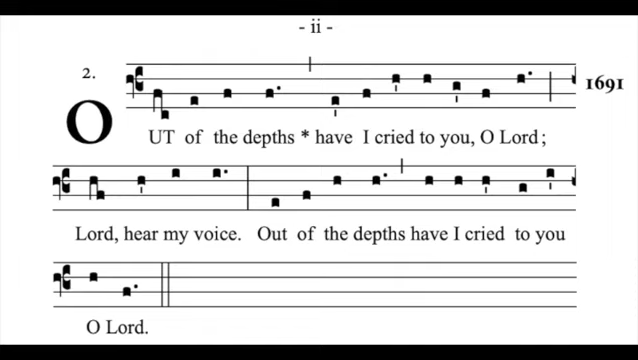 - ii -
2.
1691
OUT of the depths * have I cried to you, O Lord;
Lord, hear my voice. Out of the depths have I cried to you
O Lord.